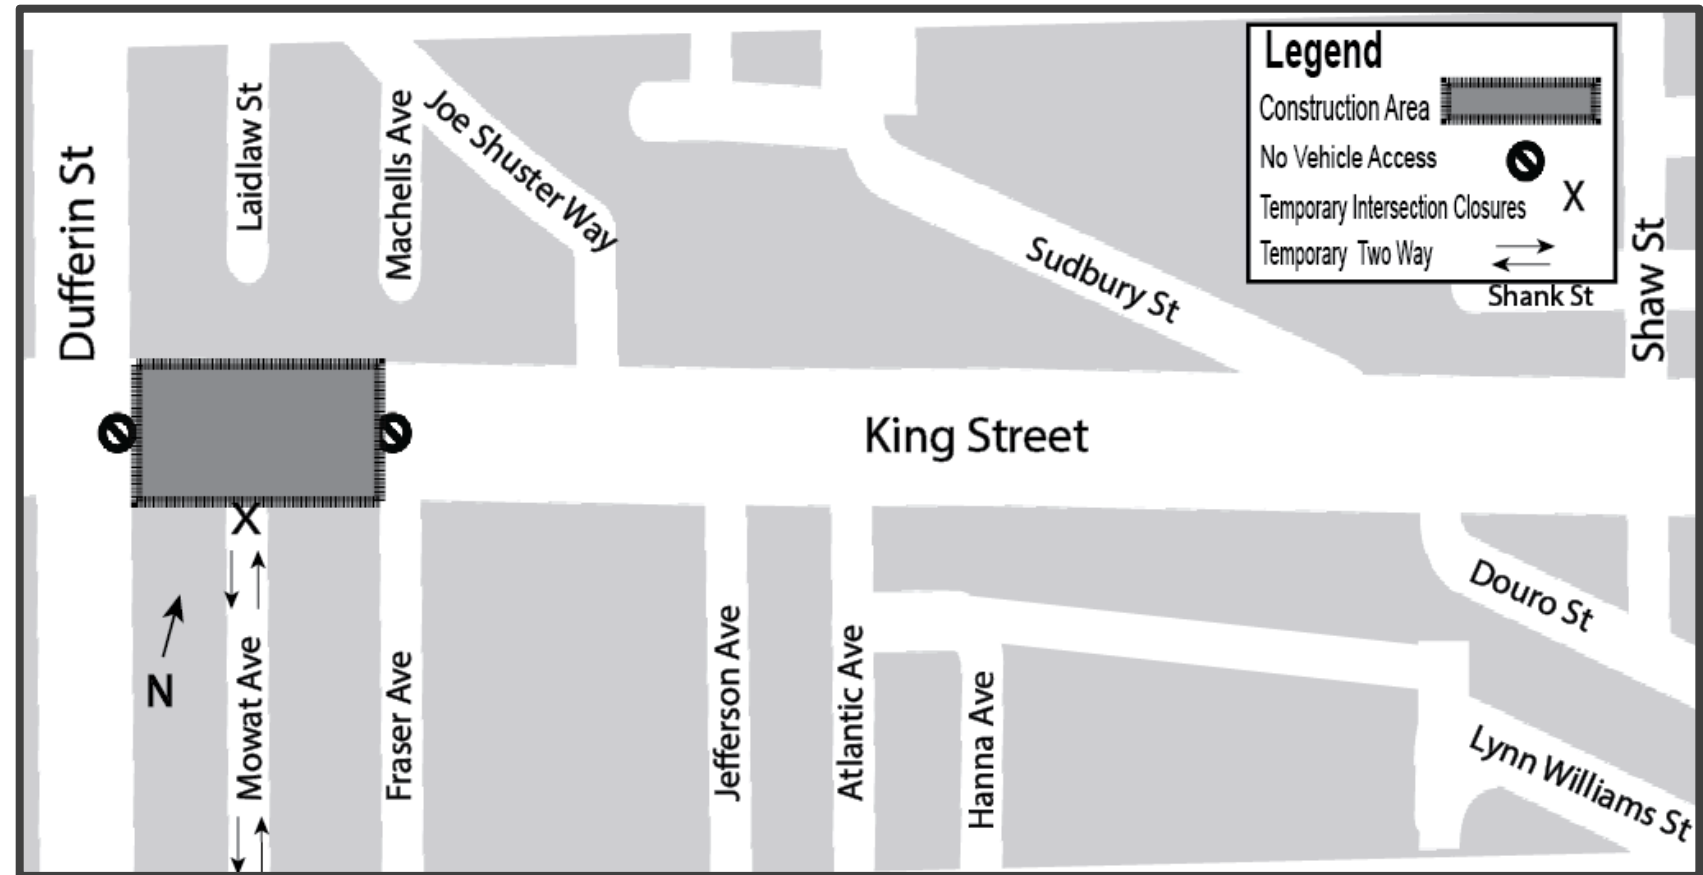 Legend
Construction Area
No Vehicle Access
Temporary Intersection Closures X
Temporary Two Way
Shank St
Dufferin St
Laidlaw St
Machells Ave
Joe Shuster Way
Sudbury St
Shaw St
King Street
X
N
Mowat Ave
Fraser Ave
Jefferson Ave
Atlantic Ave
Hanna Ave
Douro St
Lynn Williams St